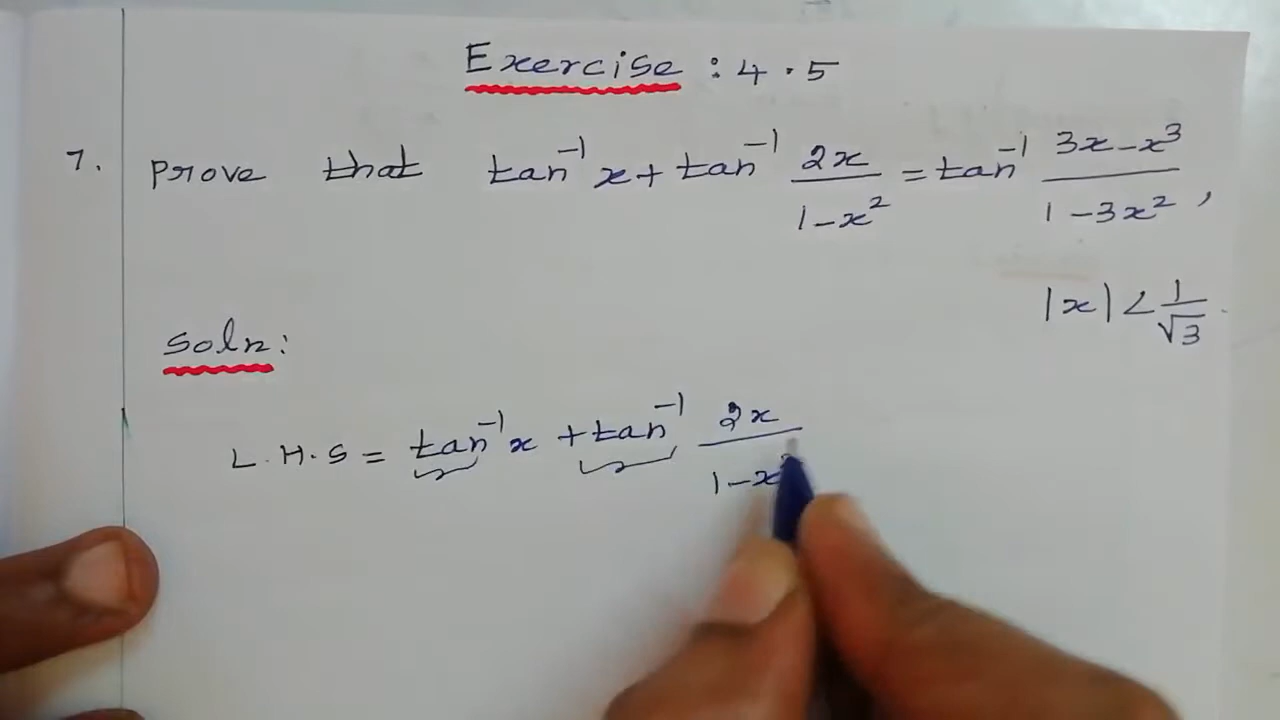 Exercise : 4.5
7. Prove that tan⁻¹ x + tan⁻¹ 2x/1-x² = tan⁻¹ 3x-x³/1-3x² ,
|x| < 1/√3 .
Soln:
L.H.S = tan⁻¹ x + tan⁻¹ 2x/1-x²